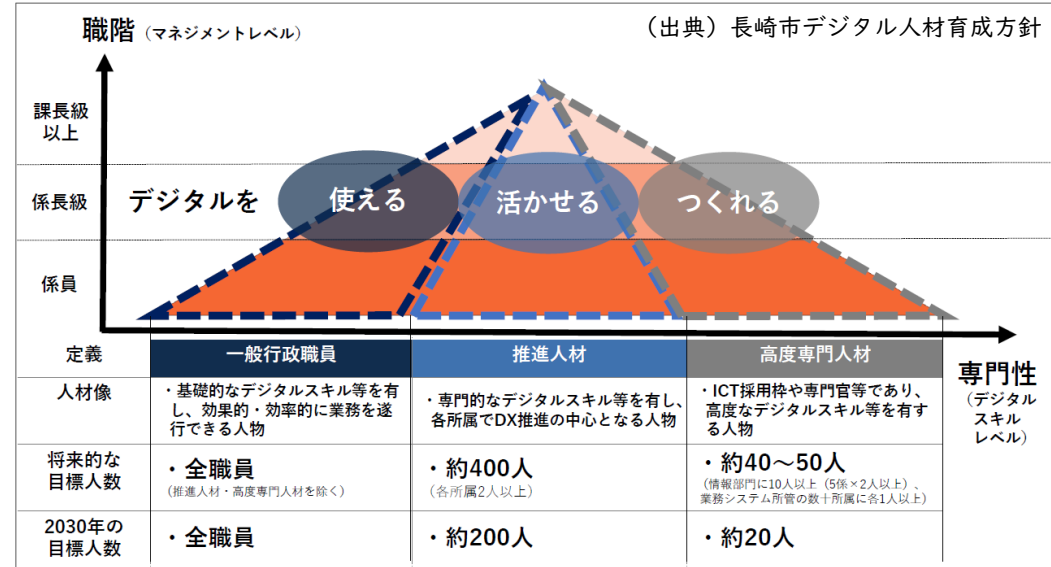 職階（マネジメントレベル）
（出典）長崎市デジタル人材育成方針
課長級
以上
係長級
デジタルを
使える
活かせる
つくれる
係員
定義
一般行政職員
推進人材
高度専門人材
専門性
（デジタル
スキル
レベル）
人材像
・基礎的なデジタルスキル等を有
し、効果的・効率的に業務を遂
行できる人物
・専門的なデジタルスキル等を有し、
各所属でDX推進の中心となる人物
・ICT採用枠や専門官等であり、
高度なデジタルスキル等を有す
る人物
将来的な
目標人数
・全職員
（推進人材・高度専門人材を除く）
・約400人
（各所属2人以上）
・約40～50人
（情報部門に10人以上（5係×2人以上）、
業務システム所管の数十所属に各1人以上）
2030年の
目標人数
・全職員
・約200人
・約20人